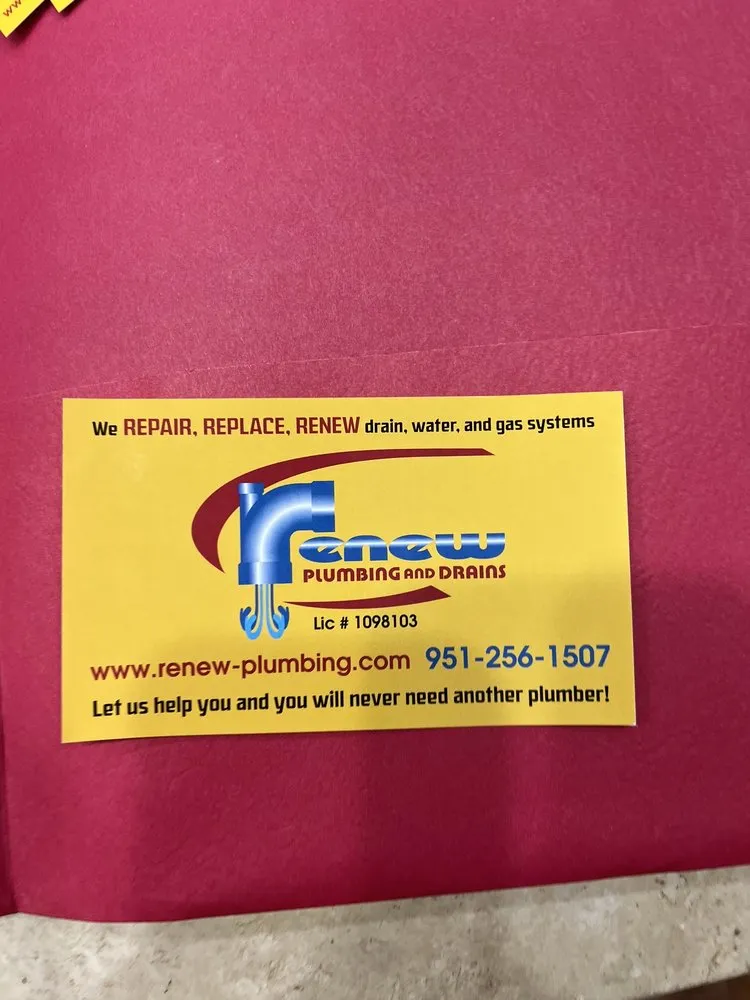 We REPAIR, REPLACE, RENEW drain, water, and gas systems
renew
PLUMBING AND DRAINS
Lic # 1098103
www.renew-plumbing.com 951-256-1507
Let us help you and you will never need another plumber!